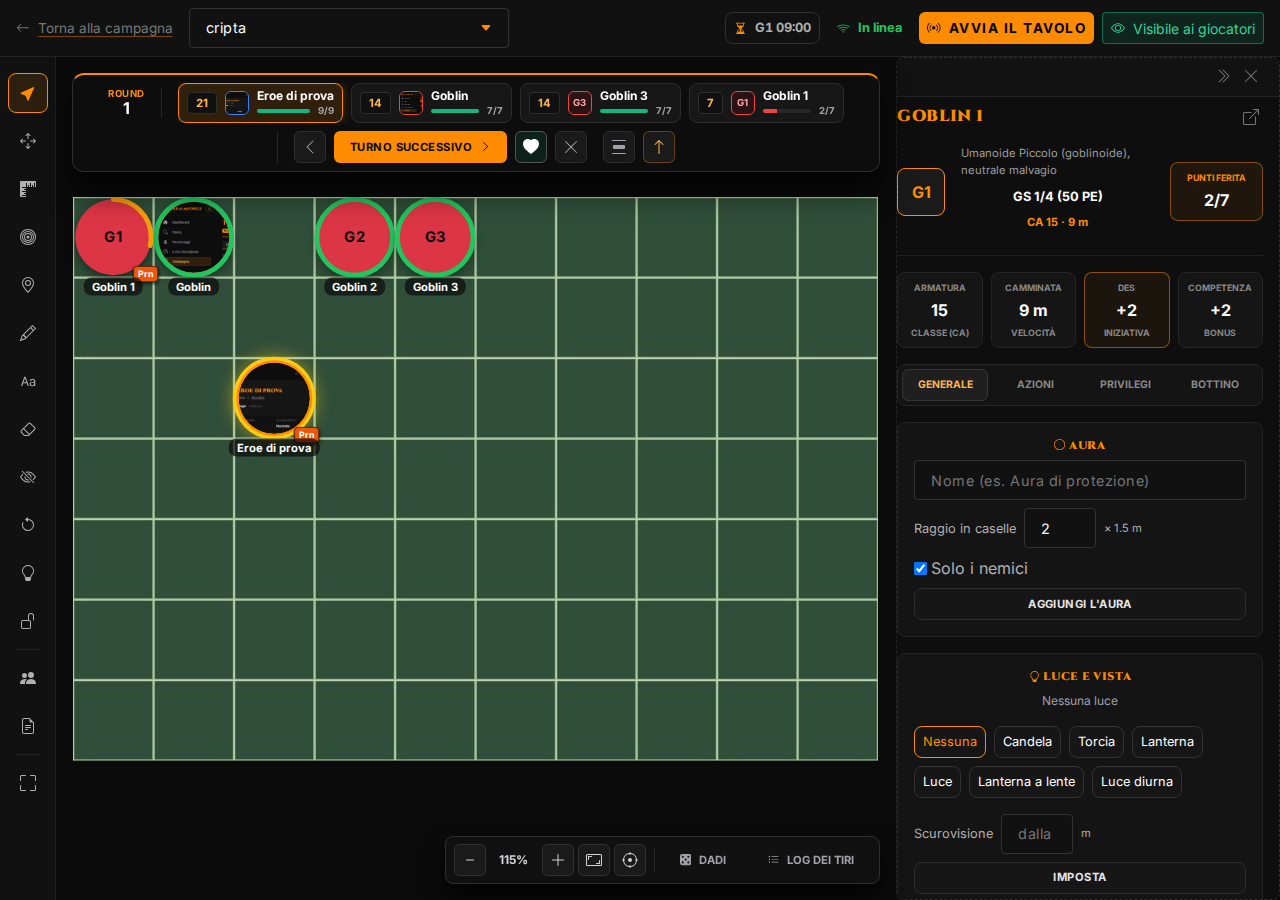 Torna alla campagna
cripta
G1 09:00
In linea
AVVIA IL TAVOLO
Visibile ai giocatori
ROUND
1
21
Eroe di prova
9/9
14
Goblin
7/7
14
G3
Goblin 3
7/7
7
G1
Goblin 1
2/7
TURNO SUCCESSIVO
Aa
G1
Prn
Goblin 1
Goblin
G2
Goblin 2
G3
Goblin 3
Prn
Eroe di prova
115%
DADI
LOG DEI TIRI
GOBLIN 1
G1
Umanoide Piccolo (goblinoide),
neutrale malvagio
GS 1/4 (50 PE)
CA 15 · 9 m
PUNTI FERITA
2/7
ARMATURA
15
CLASSE (CA)
CAMMINATA
9 m
VELOCITÀ
DES
+2
INIZIATIVA
COMPETENZA
+2
BONUS
GENERALE
AZIONI
PRIVILEGI
BOTTINO
AURA
Nome (es. Aura di protezione)
Raggio in caselle
2
× 1.5 m
Solo i nemici
AGGIUNGI L'AURA
LUCE E VISTA
Nessuna luce
Nessuna
Candela
Torcia
Lanterna
Luce
Lanterna a lente
Luce diurna
Scurovisione
dalla
m
IMPOSTA